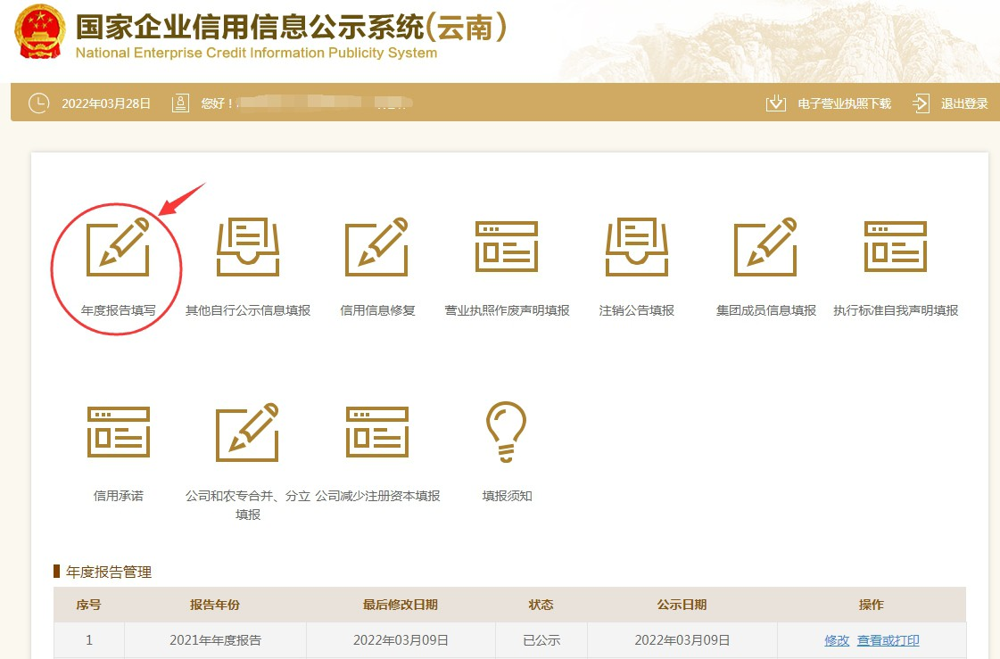 国家企业信用信息公示系统(云南)
National Enterprise Credit Information Publicity System
2022年03月28日 您好！ 电子营业执照下载 退出登录
年度报告填写 其他自行公示信息填报 信用信息修复 营业执照作废声明填报 注销公告填报 集团成员信息填报 执行标准自我声明填报
信用承诺 公司和农专合并、分立 公司减少注册资本填报 填报须知
填报
年度报告管理
序号 报告年份 最后修改日期 状态 公示日期 操作
1 2021年年度报告 2022年03月09日 已公示 2022年03月09日 修改 查看或打印